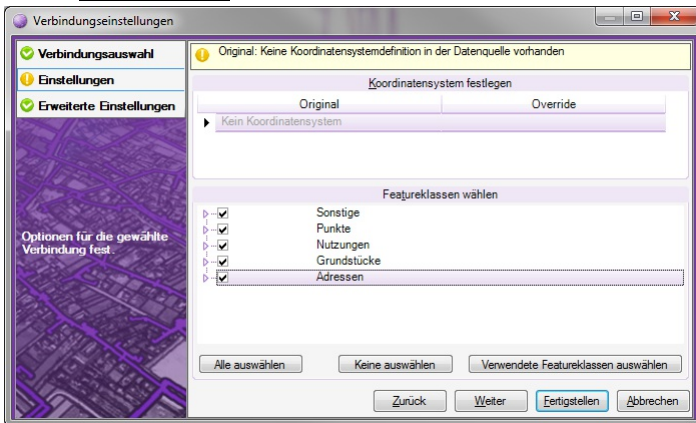 Verbindungseinstellungen
Verbindungsauswahl
Einstellungen
Erweiterte Einstellungen
Optionen für die gewählte
Verbindung fest.
Original: Keine Koordinatensystemdefinition in der Datenquelle vorhanden
Koordinatensystem festlegen
Original Override
Kein Koordinatensystem
Featureklassen wählen
Sonstige
Punkte
Nutzungen
Grundstücke
Adressen
Alle auswählen Keine auswählen Verwendete Featureklassen auswählen
Zurück Weiter Fertigstellen Abbrechen